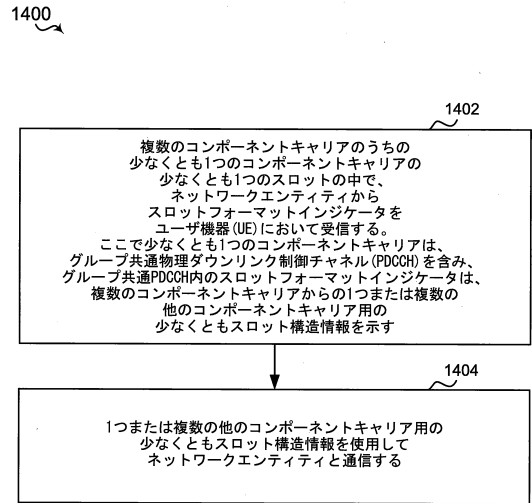 1400
1402
複数のコンポーネントキャリアのうちの
少なくとも1つのコンポーネントキャリアの
少なくとも1つのスロットの中で、
ネットワークエンティティから
スロットフォーマットインジケータを
ユーザ機器(UE)において受信する。
ここで少なくとも1つのコンポーネントキャリアは、
グループ共通物理ダウンリンク制御チャネル(PDCCH)を含み、
グループ共通PDCCH内のスロットフォーマットインジケータは、
複数のコンポーネントキャリアからの1つまたは複数の
他のコンポーネントキャリア用の
少なくともスロット構造情報を示す
1404
1つまたは複数の他のコンポーネントキャリア用の
少なくともスロット構造情報を使用して
ネットワークエンティティと通信する